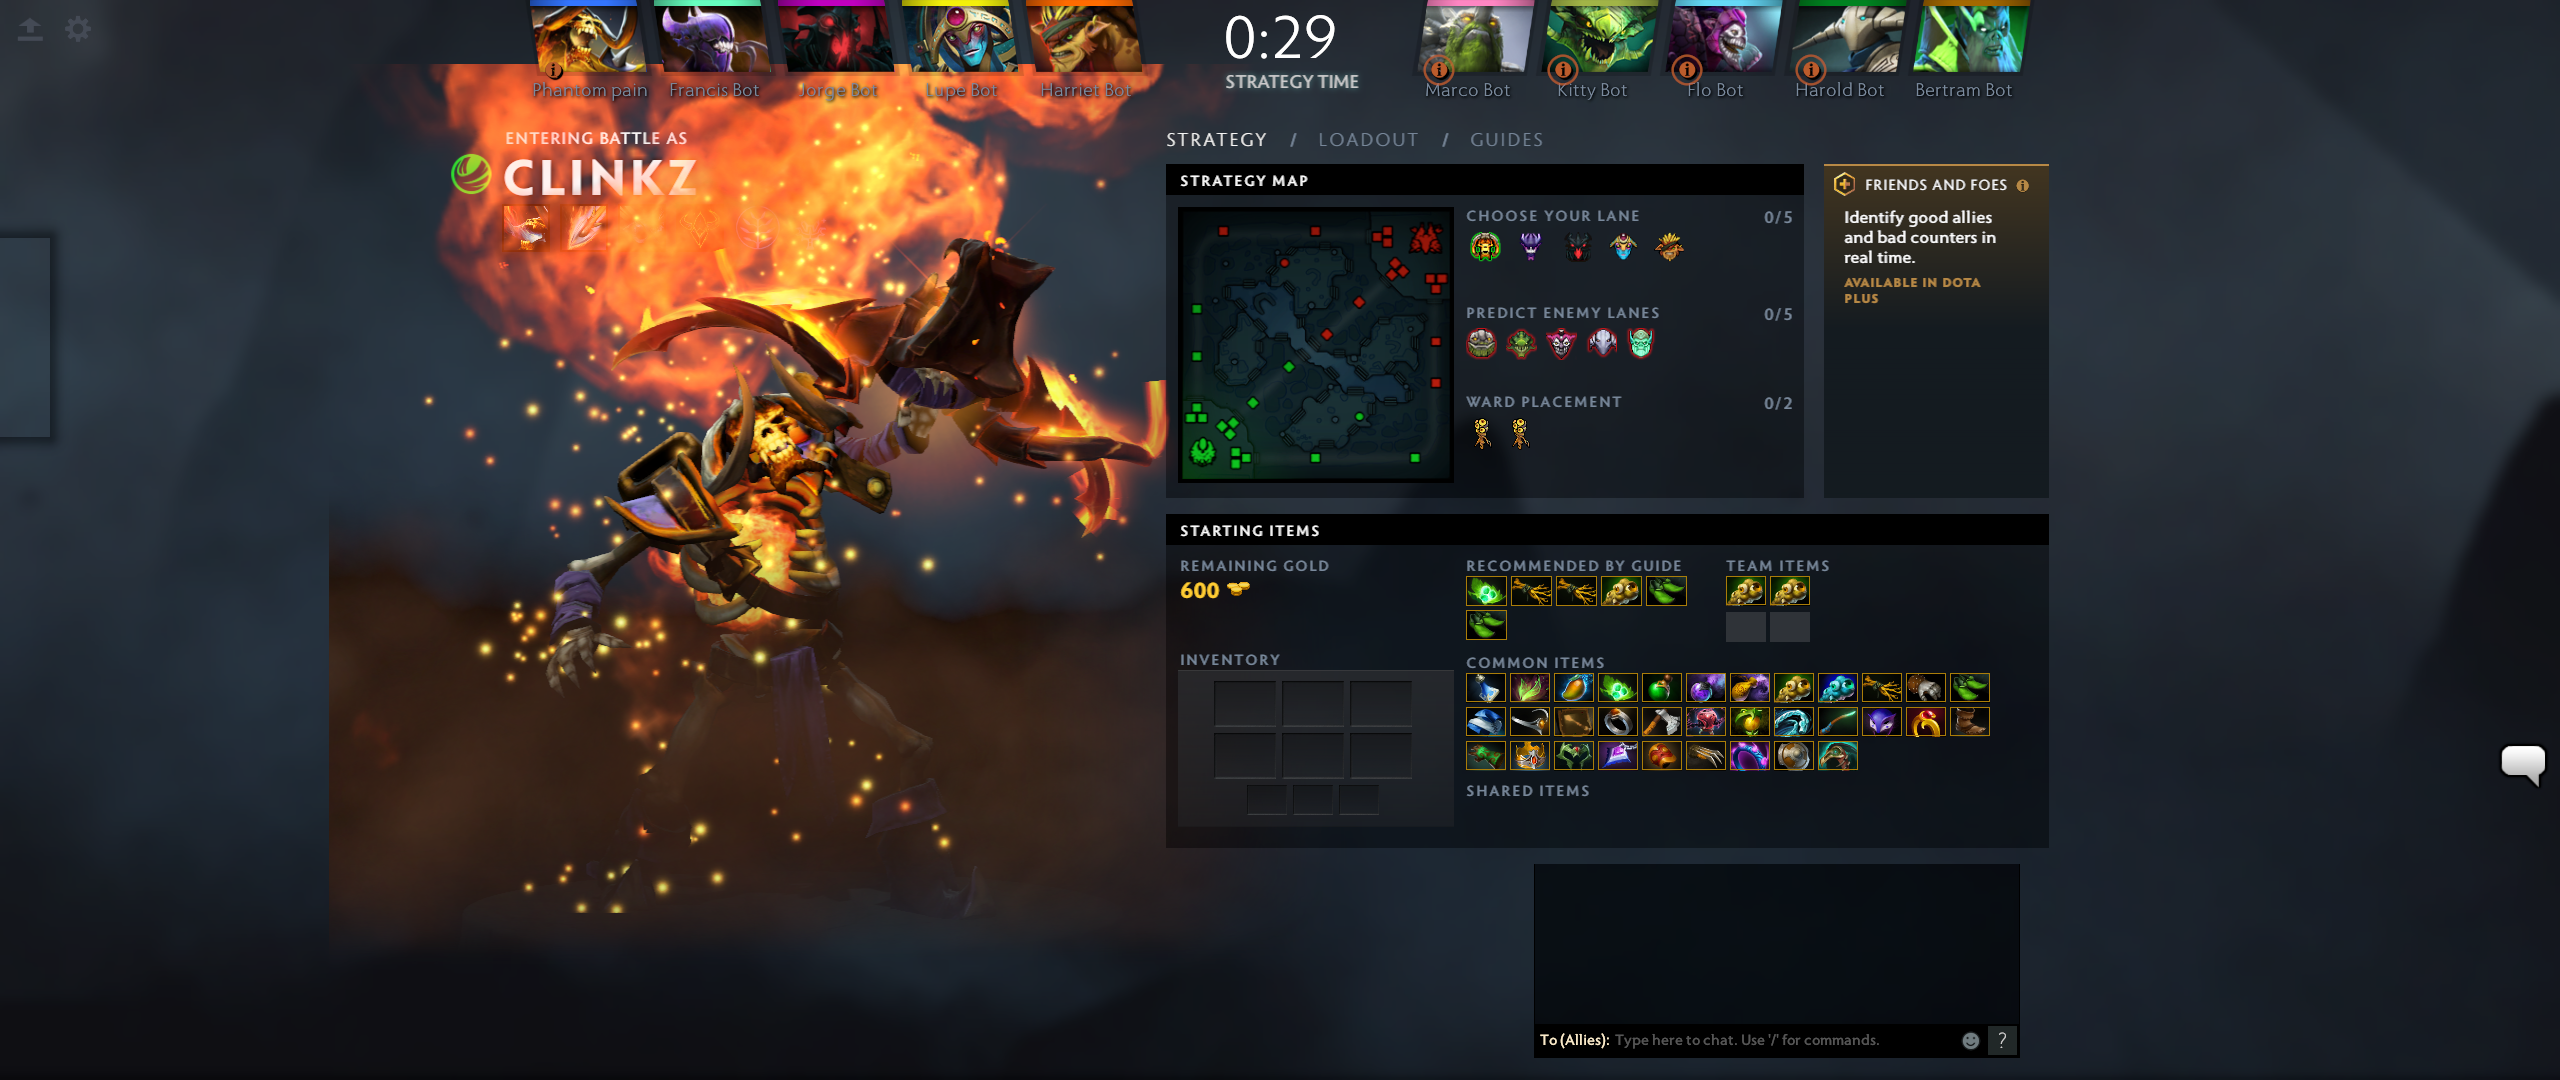 0:29
STRATEGY TIME
Phantom pain
Francis Bot
Jorge Bot
Lupe Bot
Harriet Bot
Marco Bot
Kitty Bot
Flo Bot
Harold Bot
Bertram Bot
ENTERING BATTLE AS
CLINKZ
STRATEGY / LOADOUT / GUIDES
STRATEGY MAP
CHOOSE YOUR LANE 0/5
PREDICT ENEMY LANES 0/5
WARD PLACEMENT 0/2
FRIENDS AND FOES
Identify good allies
and bad counters in
real time.
AVAILABLE IN DOTA
PLUS
STARTING ITEMS
REMAINING GOLD
600
INVENTORY
RECOMMENDED BY GUIDE
TEAM ITEMS
COMMON ITEMS
SHARED ITEMS
To (Allies): Type here to chat. Use '/' for commands.
?